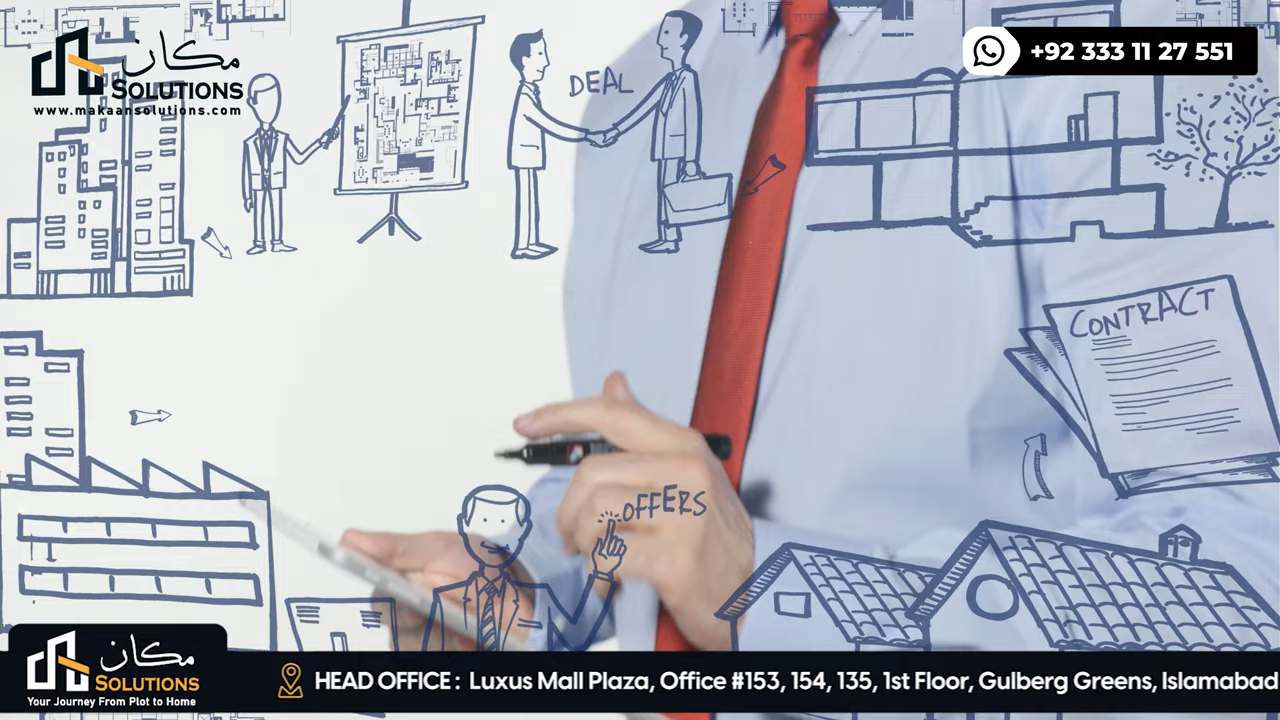 مکان
SOLUTIONS
www.makaansolutions.com
+92 333 11 27 551
DEAL
CONTRACT
OFFERS
مکان
SOLUTIONS
Your Journey From Plot to Home
HEAD OFFICE : Luxus Mall Plaza, Office #153, 154, 135, 1st Floor, Gulberg Greens, Islamabad